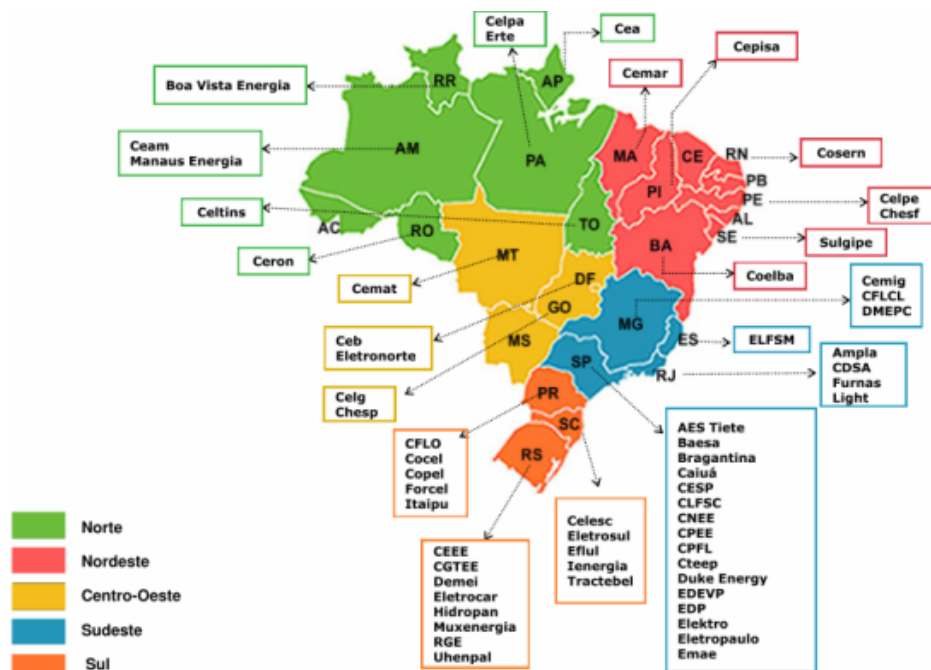 Celpa
Erte
Cea
Cepisa
Cemar
Boa Vista Energia
RR
AP
Ceam
Manaus Energia
AM
PA
MA
CE
RN
Cosern
PI
PB
PE
Celpe
Chesf
Celtins
AC
RO
TO
AL
SE
Sulgipe
BA
Ceron
MT
Coelba
Cemat
DF
GO
MG
Cemig
CFLCL
DMEPC
Ceb
Eletronorte
MS
ES
ELFSM
SP
RJ
Ampla
CDSA
Furnas
Light
Celg
Chesp
PR
SC
RS
CFLO
Cocel
Copel
Forcel
Itaipu
AES Tiete
Baesa
Bragantina
Caiuá
CESP
CLFSC
CNEE
CPEE
CPFL
Cteep
Duke Energy
EDEVP
EDP
Elektro
Eletropaulo
Emae
Celesc
Eletrosul
Eflul
Ienergia
Tractebel
CEEE
CGTEE
Demei
Eletrocar
Hidropan
Muxenergia
RGE
Uhenpal
Norte
Nordeste
Centro-Oeste
Sudeste
Sul